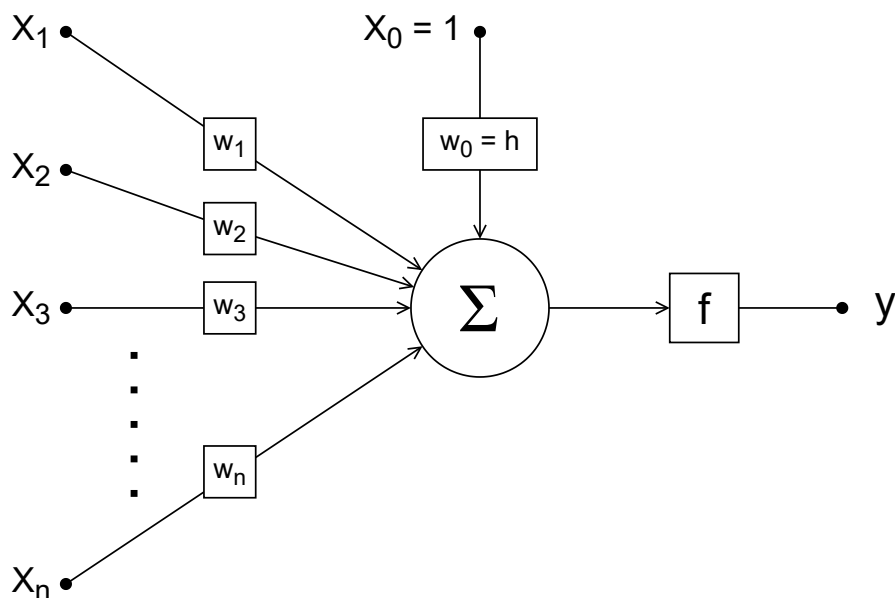 X₁
X₀ = 1
w₁
w₀ = h
X₂
w₂
X₃
w₃
Σ
f
y
wₙ
Xₙ